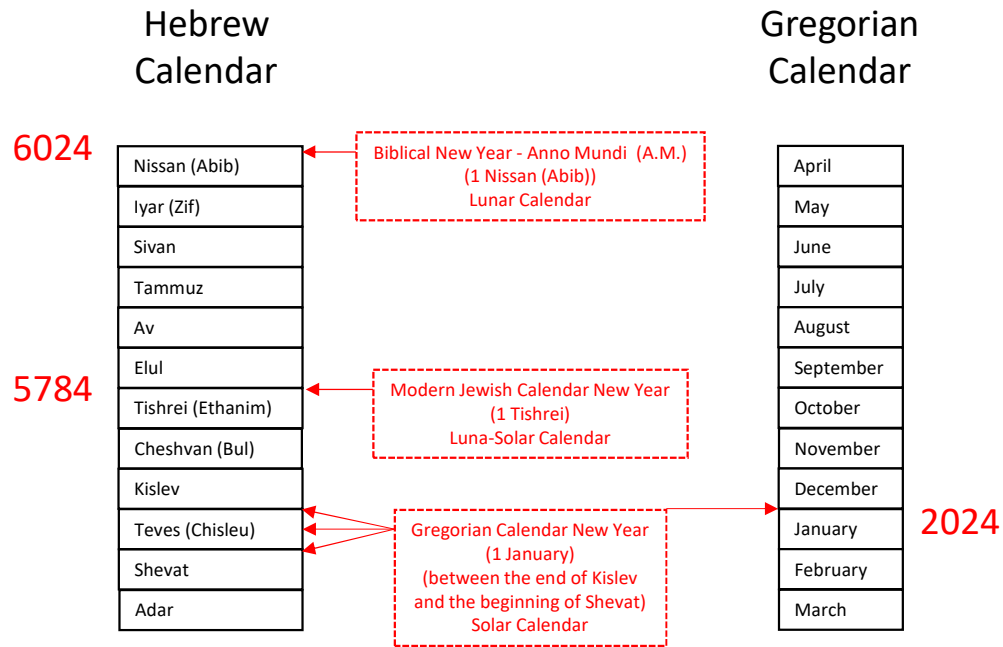 Hebrew
Calendar
Gregorian
Calendar
6024
Nissan (Abib)
Iyar (Zif)
Sivan
Tammuz
Av
Elul
5784
Tishrei (Ethanim)
Cheshvan (Bul)
Kislev
Teves (Chisleu)
Shevat
Adar
Biblical New Year - Anno Mundi (A.M.)
(1 Nissan (Abib))
Lunar Calendar
Modern Jewish Calendar New Year
(1 Tishrei)
Luna-Solar Calendar
Gregorian Calendar New Year
(1 January)
(between the end of Kislev
and the beginning of Shevat)
Solar Calendar
April
May
June
July
August
September
October
November
December
January
2024
February
March